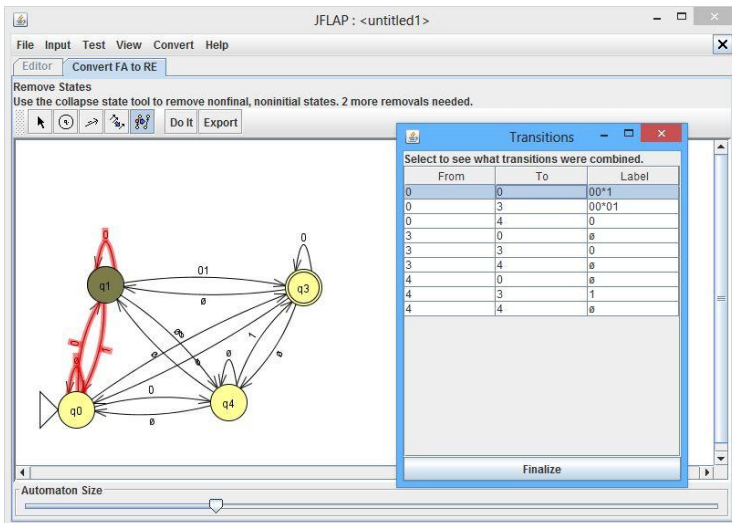 JFLAP : <untitled1>
File Input Test View Convert Help
Editor Convert FA to RE
Remove States
Use the collapse state tool to remove nonfinal, noninitial states. 2 more removals needed.
Do It Export
Transitions
Select to see what transitions were combined.
From To Label
0 0 00*1
0 3 00*01
0 4 0
3 0 ø
3 3 0
3 4 ø
4 0 ø
4 3 1
4 4 ø
Finalize
0
0
q1
01
ø
q3
0
1
ø
1
ø
ø
q0
0
ø
q4
Automaton Size